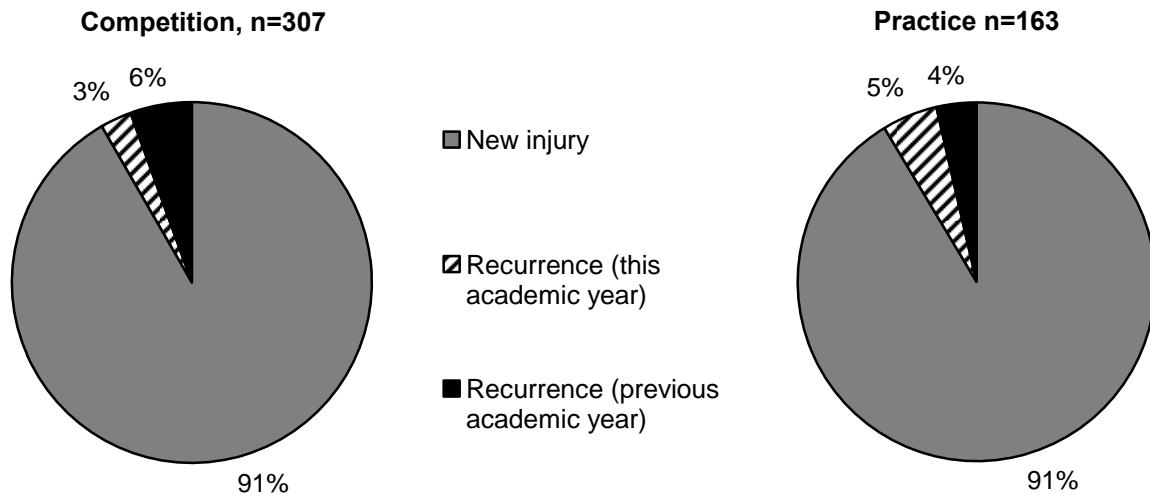 Competition, n=307
3%
6%
91%
New injury
Recurrence (this
academic year)
Recurrence (previous
academic year)
Practice n=163
5%
4%
91%